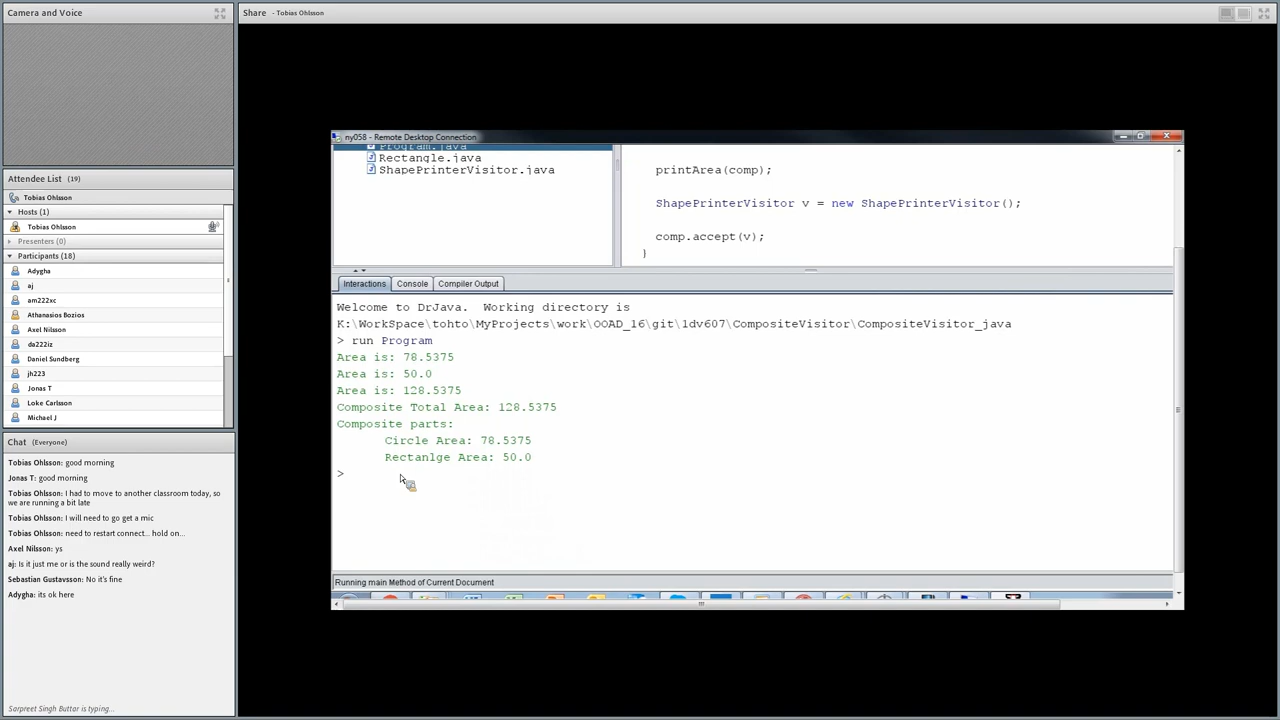 Camera and Voice
Attendee List (19)
Tobias Ohlsson
Hosts (1)
Tobias Ohlsson
Presenters (0)
Participants (18)
Adygha
aj
am222xc
Athanasios Bozios
Axel Nilsson
da222iz
Daniel Sundberg
jh223
Jonas T
Loke Carlsson
Michael J
Chat (Everyone)
Tobias Ohlsson: good morning
Jonas T: good morning
Tobias Ohlsson: I had to move to another classroom today, so
we are running a bit late
Tobias Ohlsson: I will need to go get a mic
Tobias Ohlsson: need to restart connect... hold on...
Axel Nilsson: ys
aj: Is it just me or is the sound really weird?
Sebastian Gustavsson: No it's fine
Adygha: its ok here
Sarpreet Singh Buttar is typing...
Share - Tobias Ohlsson
ny058 - Remote Desktop Connection
Program.java
Rectangle.java
ShapePrinterVisitor.java
printArea(comp);
ShapePrinterVisitor v = new ShapePrinterVisitor();
comp.accept(v);
}
Interactions Console Compiler Output
Welcome to DrJava. Working directory is
K:\WorkSpace\tohto\MyProjects\work\OOAD_16\git\1dv607\CompositeVisitor\CompositeVisitor_java
> run Program
Area is: 78.5375
Area is: 50.0
Area is: 128.5375
Composite Total Area: 128.5375
Composite parts:
Circle Area: 78.5375
Rectanlge Area: 50.0
>
Running main Method of Current Document